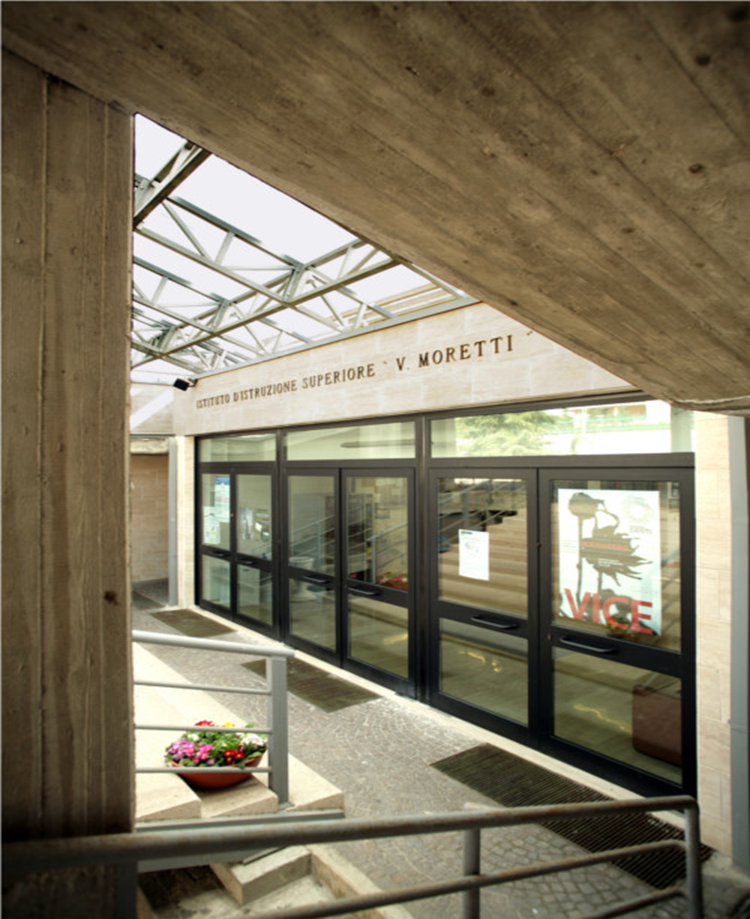 ISTITUTO D'ISTRUZIONE SUPERIORE " V. MORETTI "
VICE